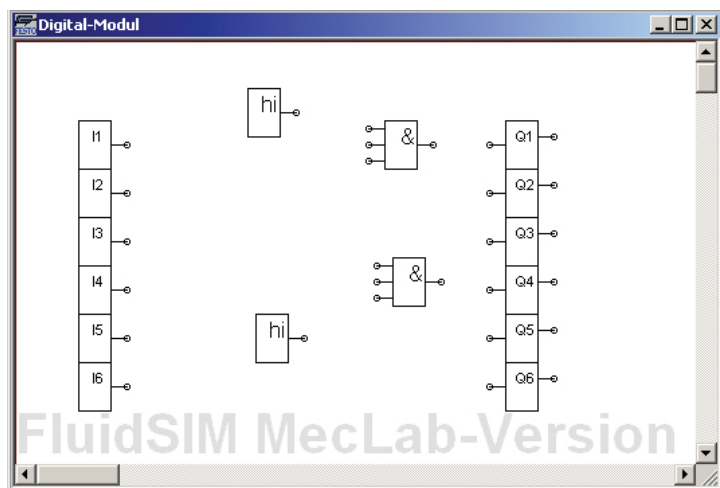 FESTO Digital-Modul
hi
I1
&
Q1
I2
Q2
I3
Q3
I4
&
Q4
I5
hi
Q5
I6
Q6
FluidSIM MecLab-Version